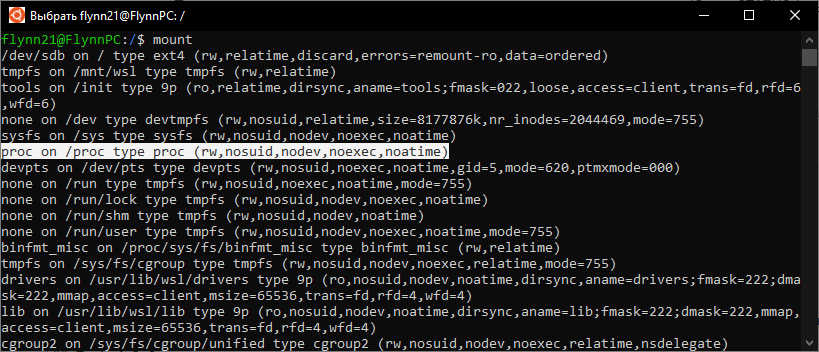 Выбрать flynn21@FlynnPC: /
flynn21@FlynnPC:/$ mount
/dev/sdb on / type ext4 (rw,relatime,discard,errors=remount-ro,data=ordered)
tmpfs on /mnt/wsl type tmpfs (rw,relatime)
tools on /init type 9p (ro,relatime,dirsync,aname=tools;fmask=022,loose,access=client,trans=fd,rfd=6
,wfd=6)
none on /dev type devtmpfs (rw,nosuid,relatime,size=8177876k,nr_inodes=2044469,mode=755)
sysfs on /sys type sysfs (rw,nosuid,nodev,noexec,noatime)
proc on /proc type proc (rw,nosuid,nodev,noexec,noatime)
devpts on /dev/pts type devpts (rw,nosuid,noexec,noatime,gid=5,mode=620,ptmxmode=000)
none on /run type tmpfs (rw,nosuid,noexec,noatime,mode=755)
none on /run/lock type tmpfs (rw,nosuid,nodev,noexec,noatime)
none on /run/shm type tmpfs (rw,nosuid,nodev,noatime)
none on /run/user type tmpfs (rw,nosuid,nodev,noexec,noatime,mode=755)
binfmt_misc on /proc/sys/fs/binfmt_misc type binfmt_misc (rw,relatime)
tmpfs on /sys/fs/cgroup type tmpfs (rw,nosuid,nodev,noexec,relatime,mode=755)
drivers on /usr/lib/wsl/drivers type 9p (ro,nosuid,nodev,noatime,dirsync,aname=drivers;fmask=222;dma
sk=222,mmap,access=client,msize=65536,trans=fd,rfd=4,wfd=4)
lib on /usr/lib/wsl/lib type 9p (ro,nosuid,nodev,noatime,dirsync,aname=lib;fmask=222;dmask=222,mmap,
access=client,msize=65536,trans=fd,rfd=4,wfd=4)
cgroup2 on /sys/fs/cgroup/unified type cgroup2 (rw,nosuid,nodev,noexec,relatime,nsdelegate)